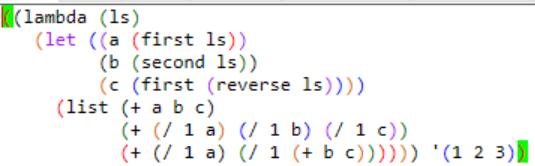 ((lambda (ls)
(let ((a (first ls))
(b (second ls))
(c (first (reverse ls))))
(list (+ a b c)
(+ (/ 1 a) (/ 1 b) (/ 1 c))
(+ (/ 1 a) (/ 1 (+ b c)))))) '(1 2 3))